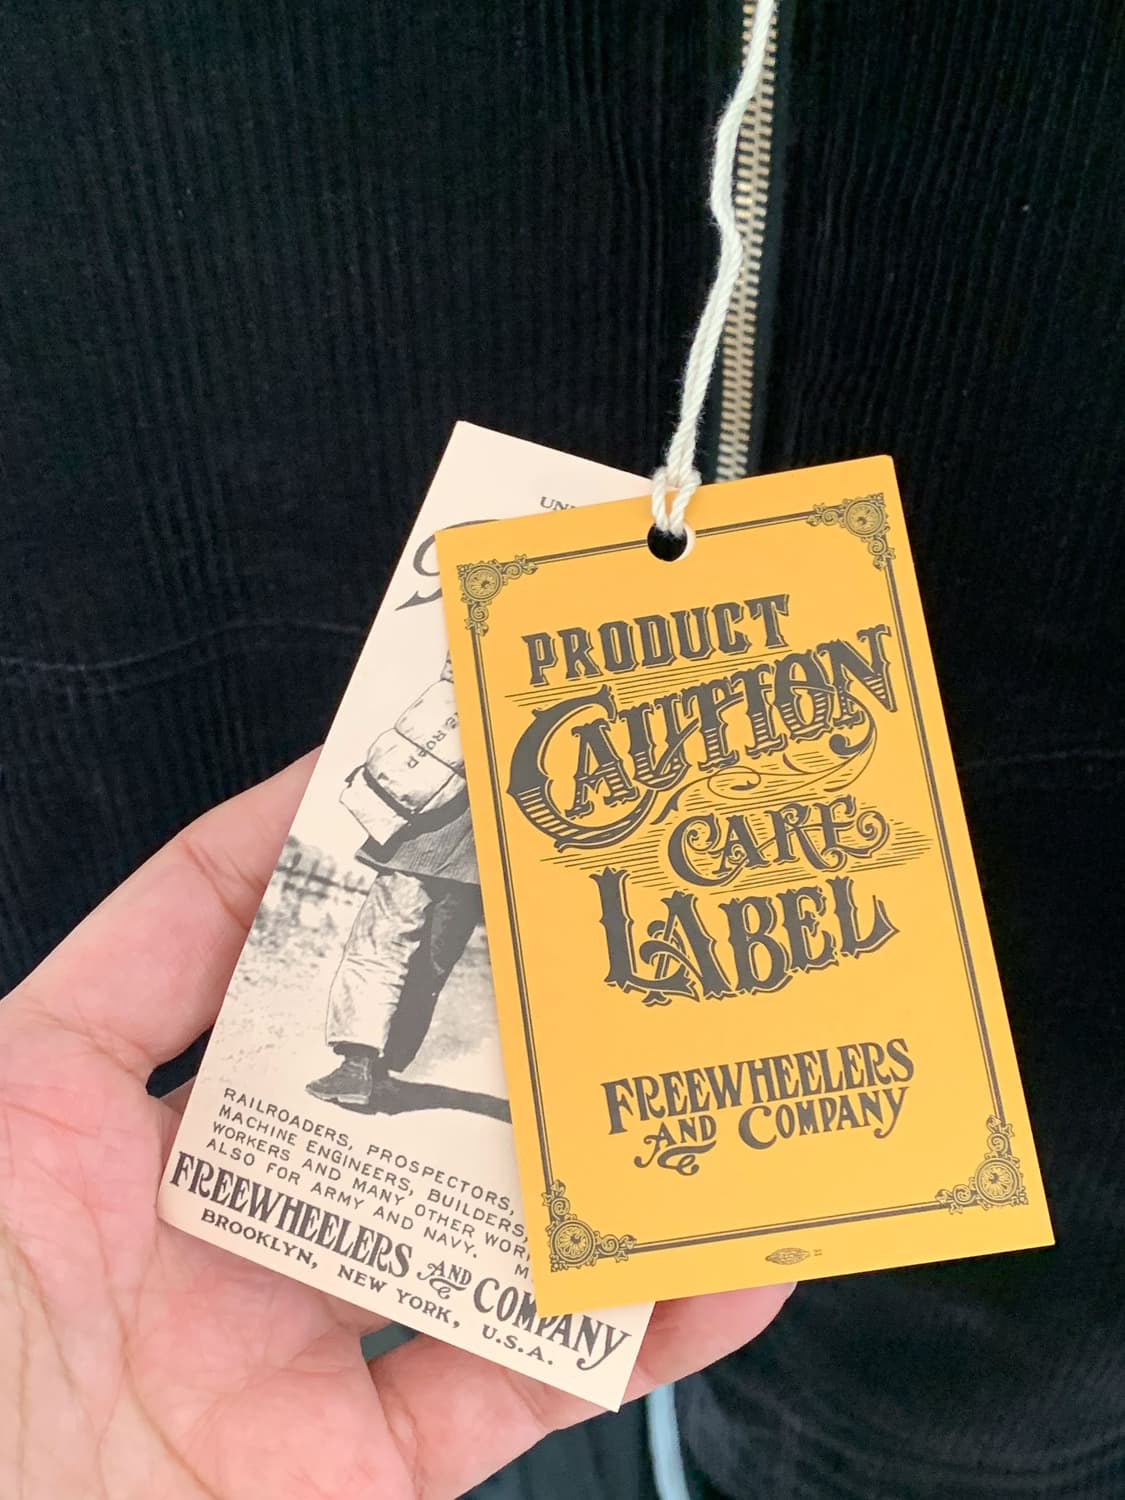 PRODUCT
CAUTION
CARE
LABEL
FREEWHEELERS
AND COMPANY
RAILROADERS, PROSPECTORS,
MACHINE ENGINEERS, BUILDERS,
WORKERS AND MANY OTHER
ALSO FOR ARMY AND NAVY.
FREEWHEELERS AND COMPANY
BROOKLYN, NEW YORK, U.S.A.